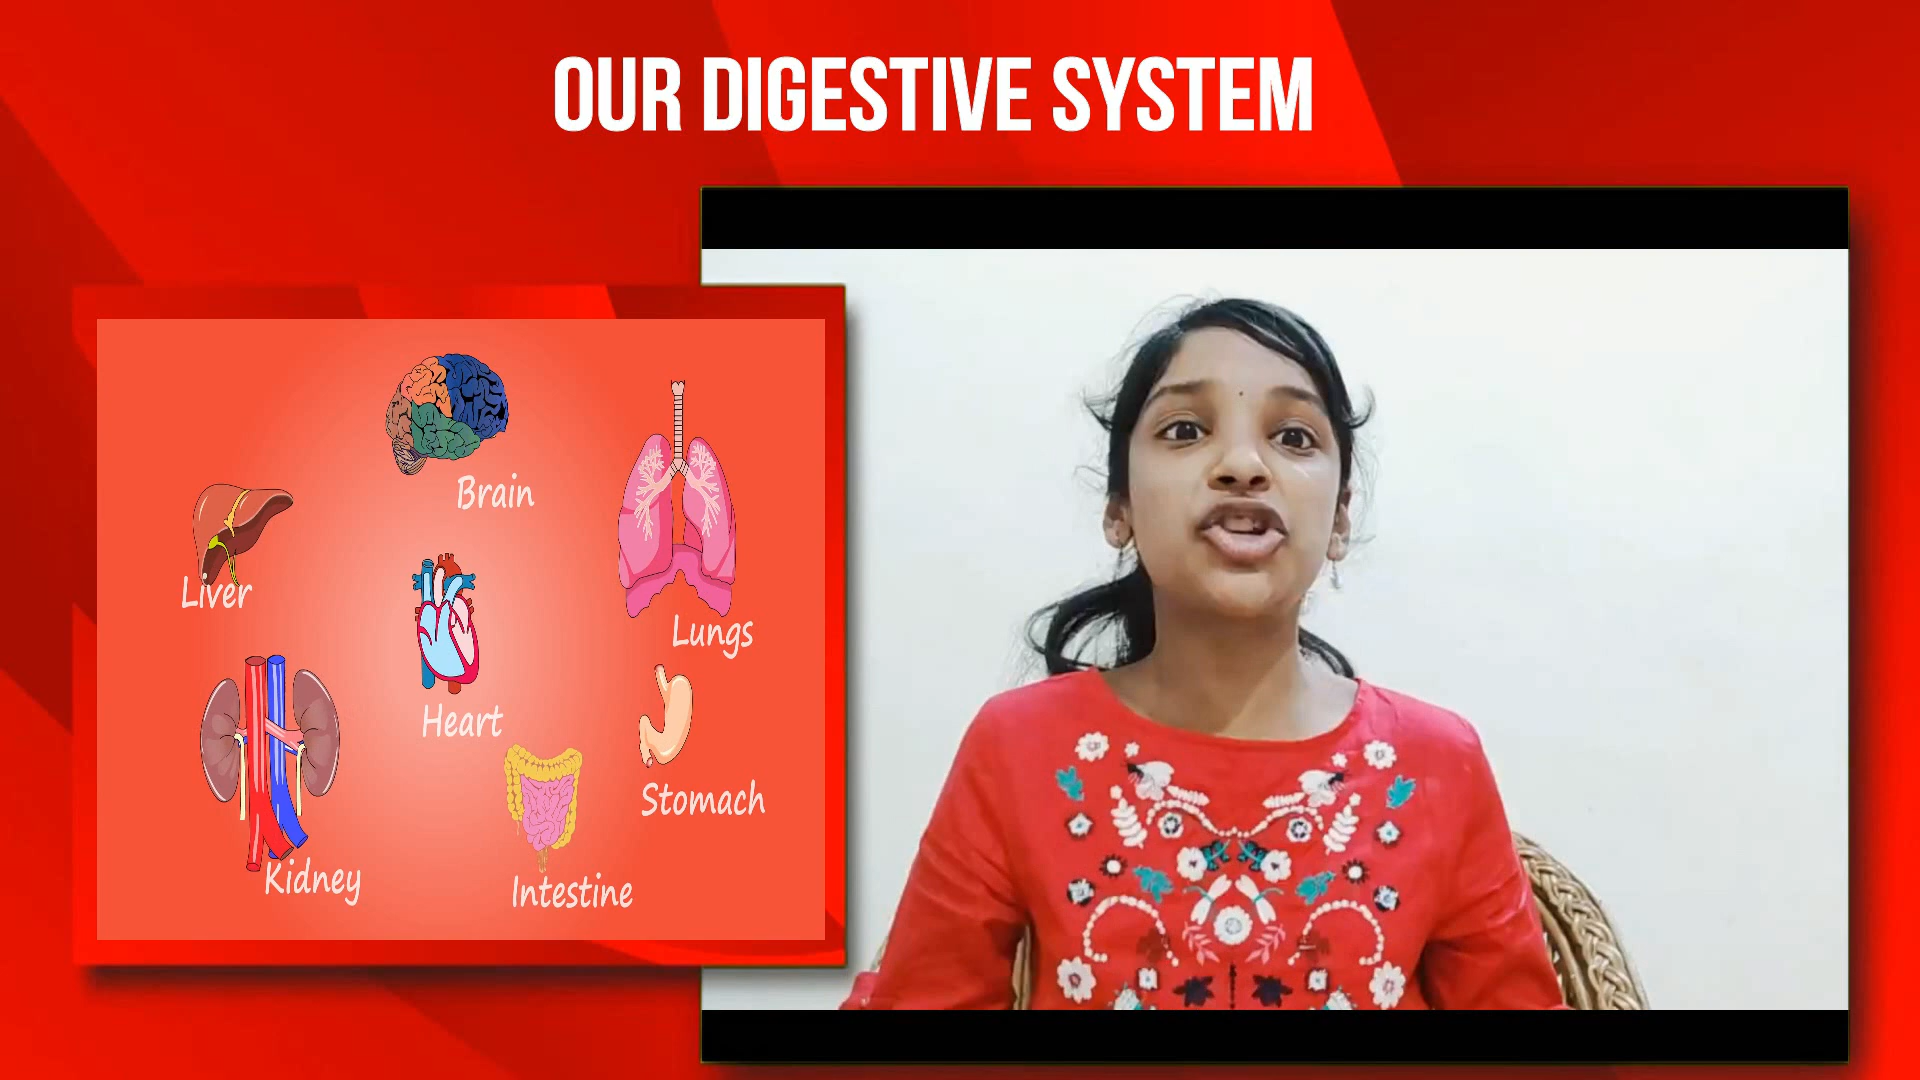 OUR DIGESTIVE SYSTEM
Brain
Liver
Lungs
Heart
Stomach
Kidney
Intestine